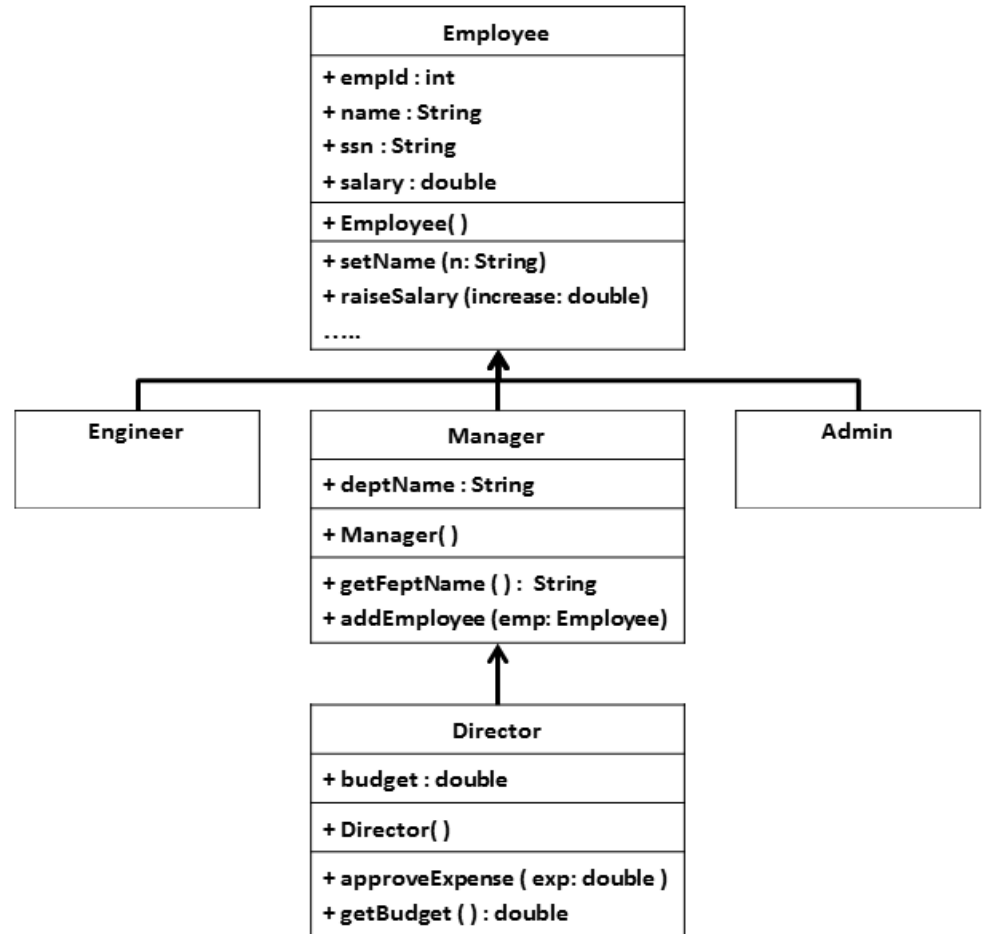 Employee
+ empId : int
+ name : String
+ ssn : String
+ salary : double
+ Employee( )
+ setName (n: String)
+ raiseSalary (increase: double)
.....
Engineer
Manager
+ deptName : String
+ Manager( )
+ getFeptName ( ) : String
+ addEmployee (emp: Employee)
Admin
Director
+ budget : double
+ Director( )
+ approveExpense ( exp: double )
+ getBudget ( ) : double